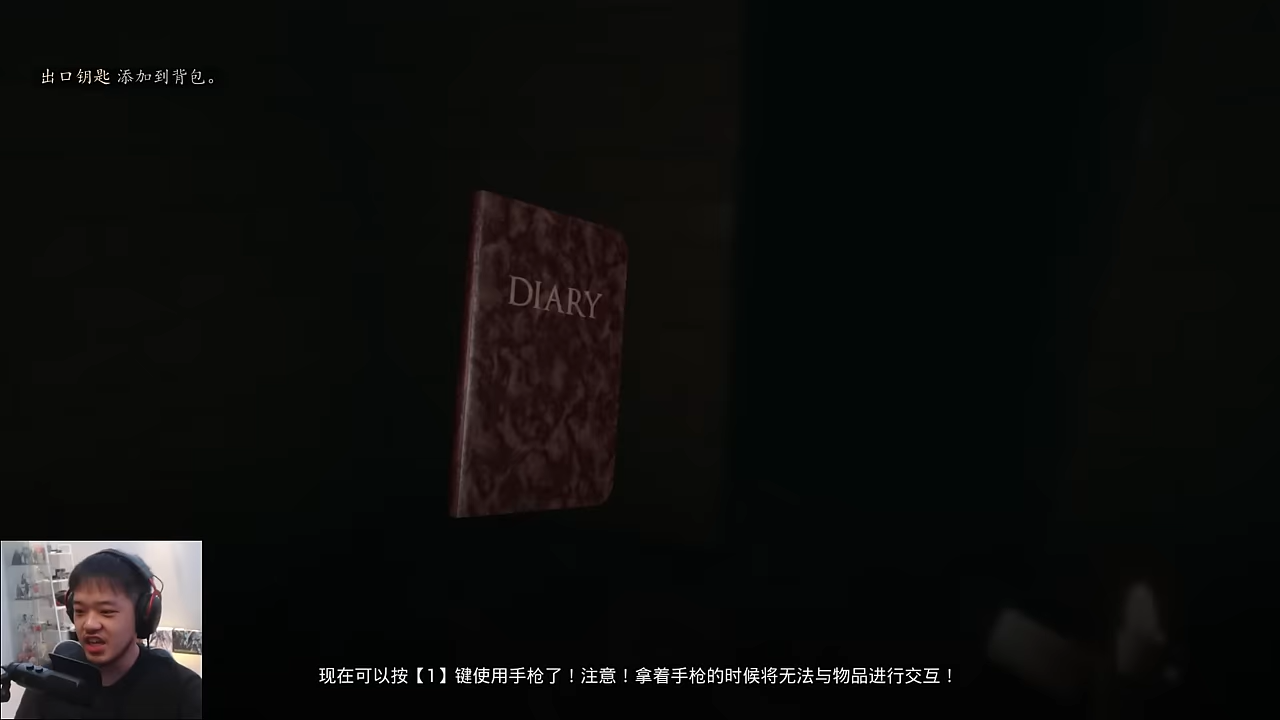 出口钥匙 添加到背包。
DIARY
现在可以按【1】键使用手枪了！注意！拿着手枪的时候将无法与物品进行交互！